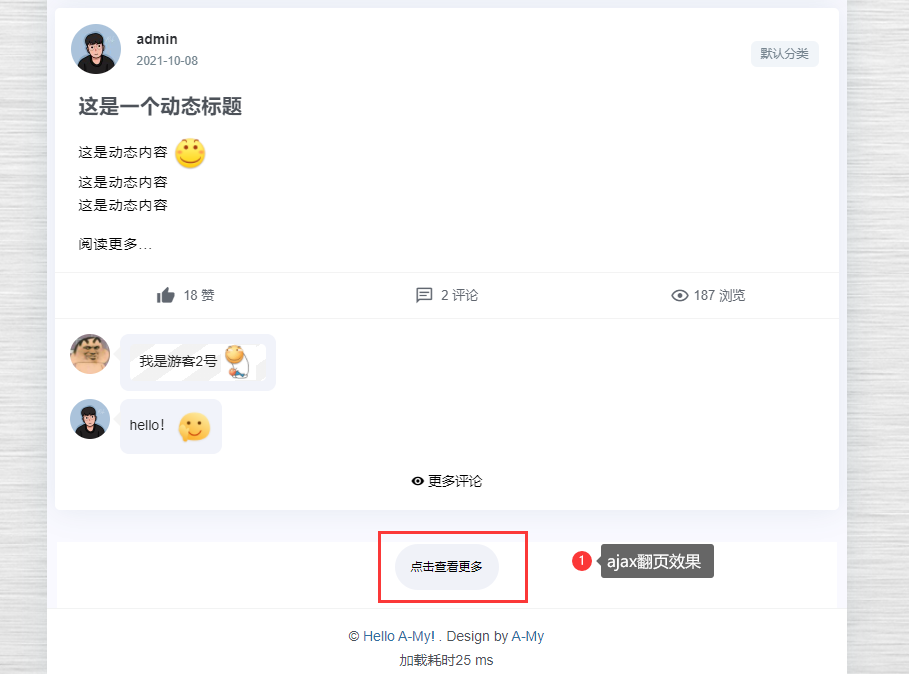 admin
2021-10-08
默认分类
这是一个动态标题
这是动态内容
这是动态内容
这是动态内容
阅读更多...
18 赞
2 评论
187 浏览
我是游客2号
hello!
更多评论
点击查看更多
1
ajax翻页效果
© Hello A-My! . Design by A-My
加载耗时25 ms